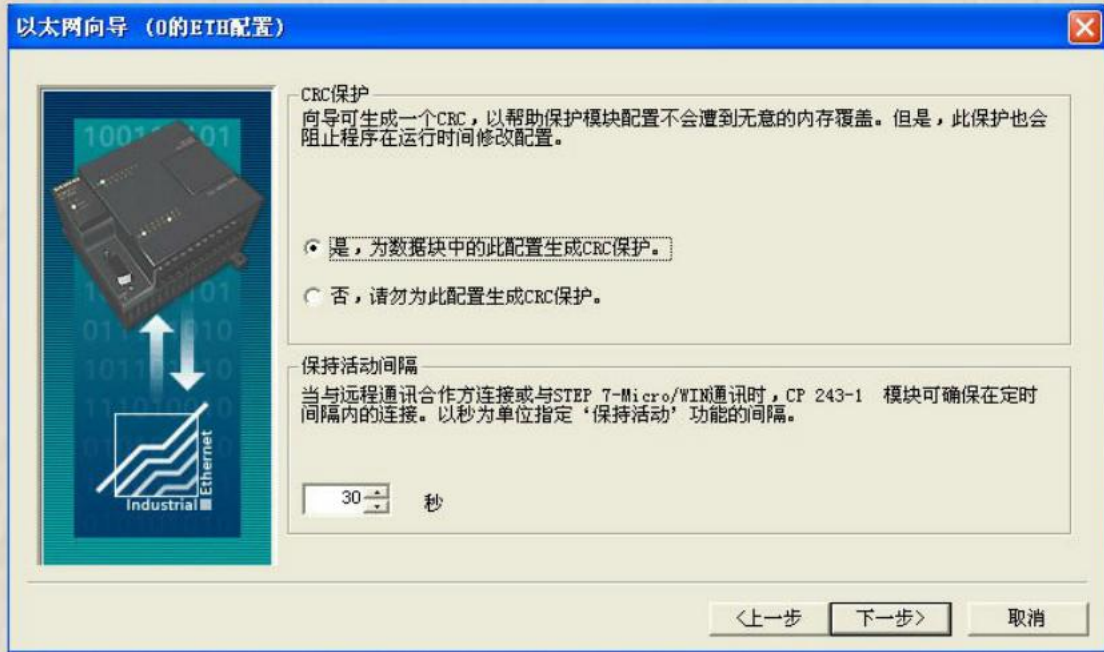 以太网向导 (0的ETH配置)
CRC保护
向导可生成一个CRC，以帮助保护模块配置不会遭到无意的内存覆盖。但是，此保护也会
阻止程序在运行时间修改配置。
是，为数据块中的此配置生成CRC保护。
否，请勿为此配置生成CRC保护。
保持活动间隔
当与远程通讯合作方连接或与STEP 7-Micro/WIN通讯时，CP 243-1 模块可确保在定时
间隔内的连接。以秒为单位指定‘保持活动’功能的间隔。
30 秒
Industrial Ethernet
<上一步 下一步> 取消